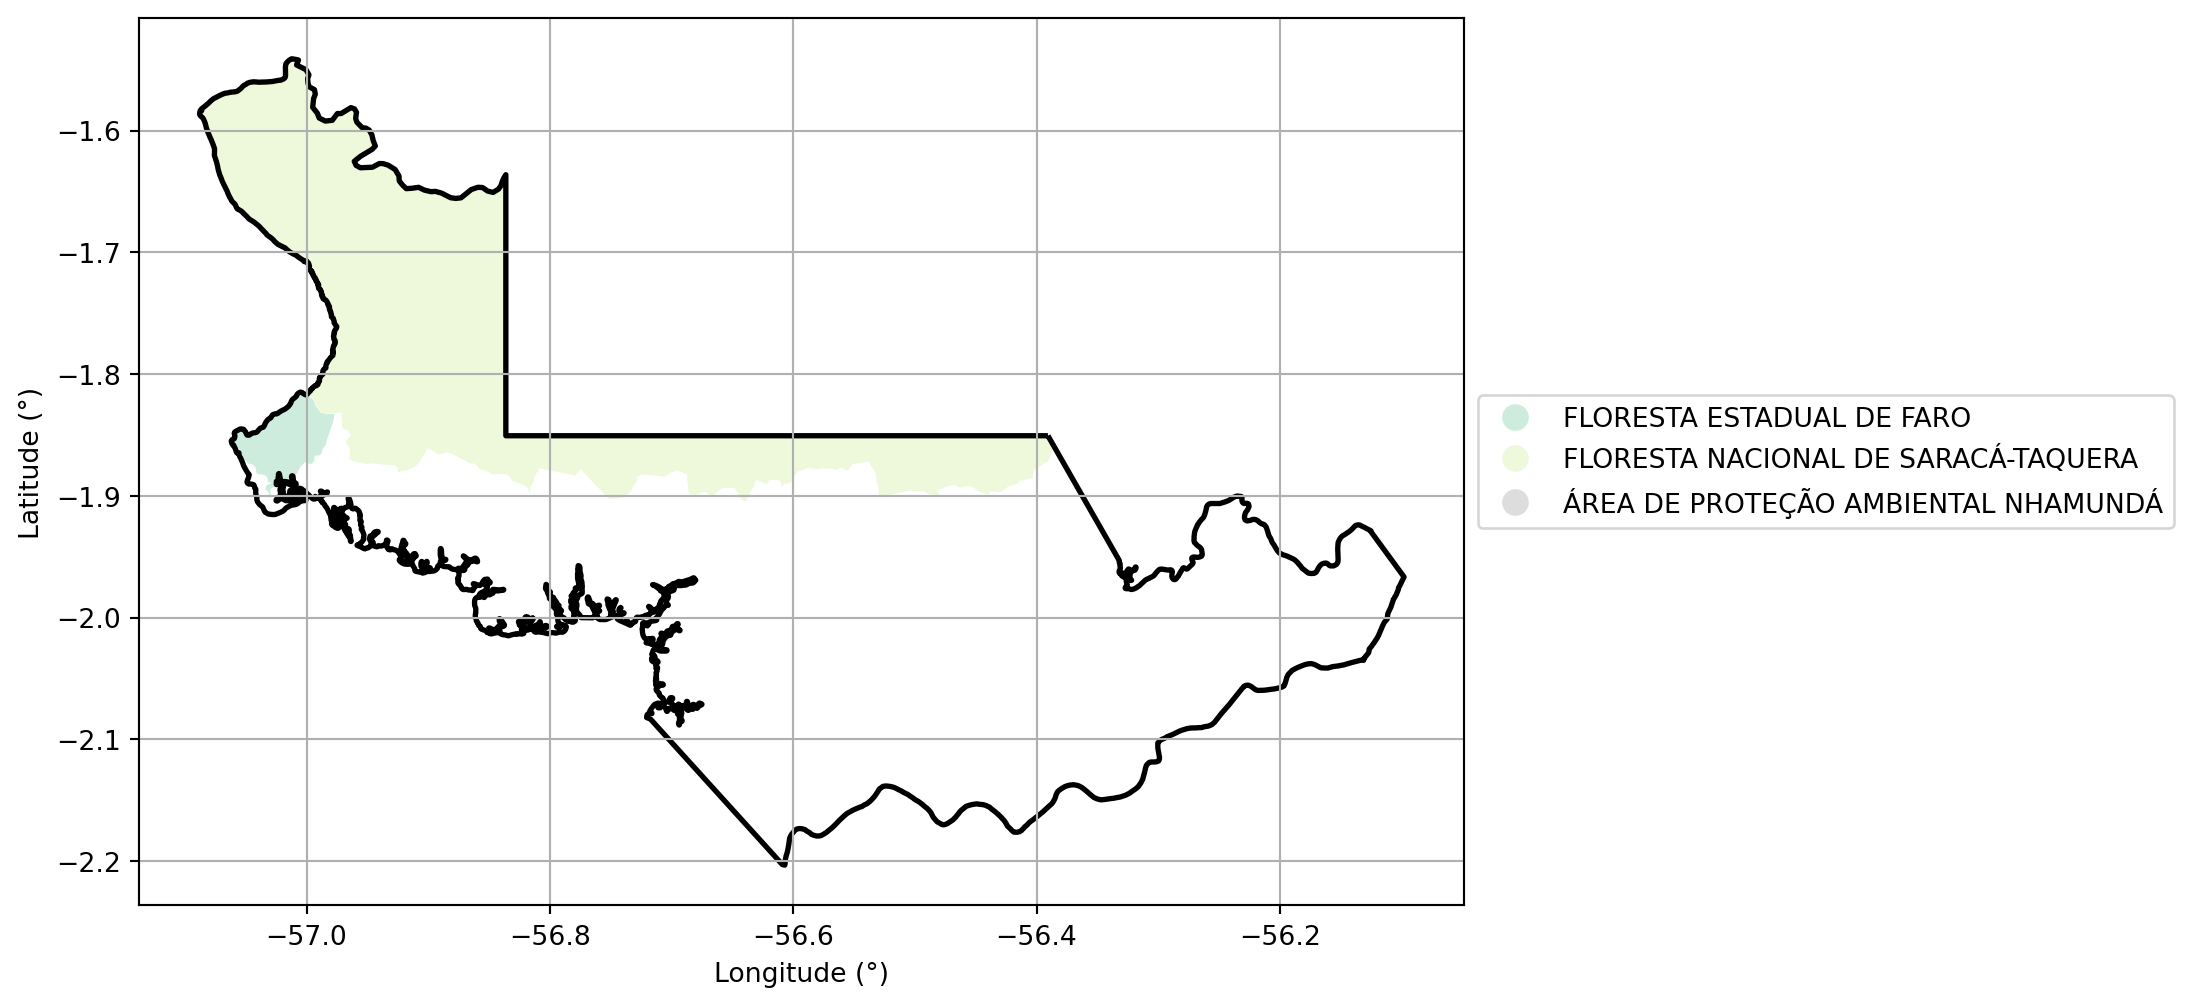 −1.6
−1.7
−1.8
−1.9
−2.0
−2.1
−2.2
Latitude (°)
−57.0
−56.8
−56.6
−56.4
−56.2
Longitude (°)
FLORESTA ESTADUAL DE FARO
FLORESTA NACIONAL DE SARACÁ-TAQUERA
ÁREA DE PROTEÇÃO AMBIENTAL NHAMUNDÁ